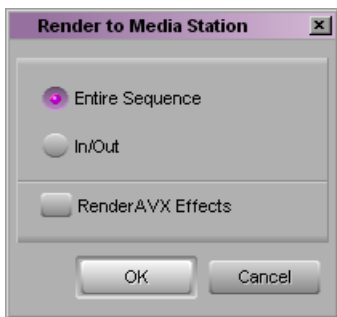 Render to Media Station
Entire Sequence
In/Out
RenderAVX Effects
OK
Cancel